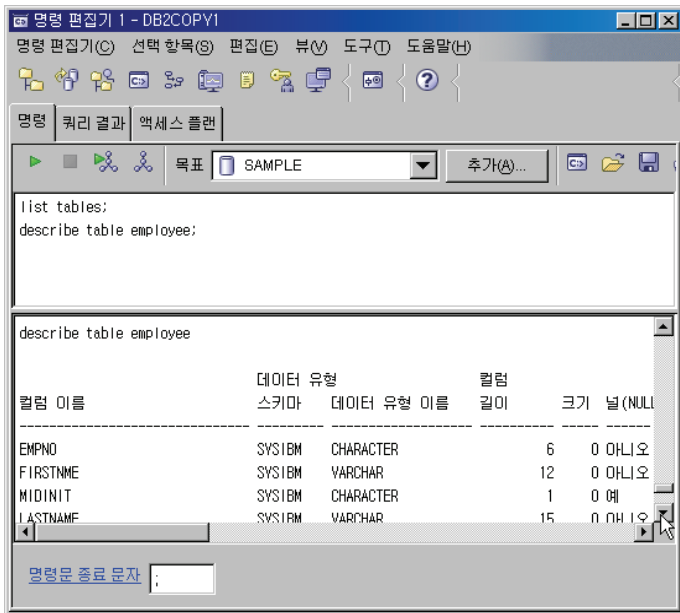 명령 편집기 1 - DB2COPY1
명령 편집기(C) 선택 항목(S) 편집(E) 뷰(V) 도구(T) 도움말(H)
명령 쿼리 결과 액세스 플랜
목표 SAMPLE 추가(A)...
list tables;
describe table employee;
describe table employee
데이터 유형 컬럼
컬럼 이름 스키마 데이터 유형 이름 길이 크기 널(NULL
------------------------------- --------- ------------------- ---------- ----- ------
EMPNO SYSIBM CHARACTER 6 0 아니오
FIRSTNME SYSIBM VARCHAR 12 0 아니오
MIDINIT SYSIBM CHARACTER 1 0 예
LASTNAME SYSIBM VARCHAR 15 0 아니오
명령문 종료 문자 ;